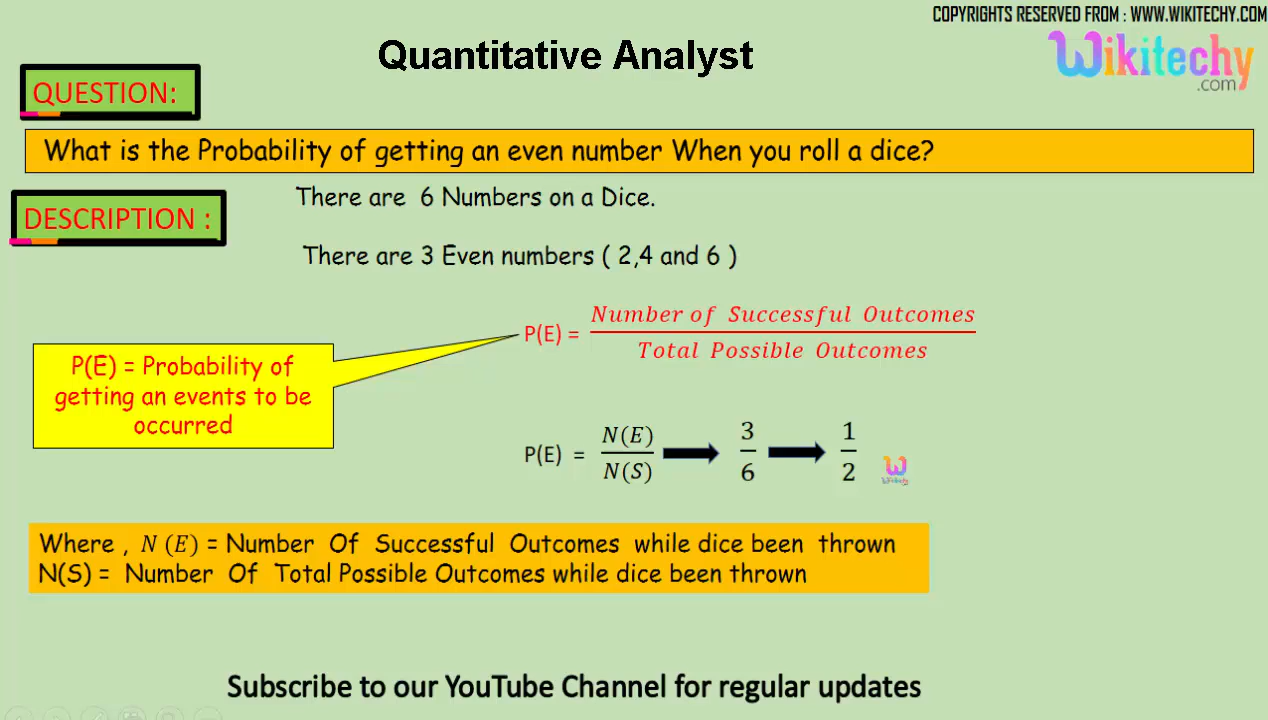 COPYRIGHTS RESERVED FROM : WWW.WIKITECHY.COM
Quantitative Analyst
Wikitechy
.com
QUESTION:
What is the Probability of getting an even number When you roll a dice?
DESCRIPTION :
There are 6 Numbers on a Dice.
There are 3 Even numbers ( 2,4 and 6 )
P(E) = Number of Successful Outcomes
Total Possible Outcomes
P(E) = Probability of
getting an events to be
occurred
P(E) = N(E) 3 1
N(S) 6 2
Wikitechy
Where , N (E) = Number Of Successful Outcomes while dice been thrown
N(S) = Number Of Total Possible Outcomes while dice been thrown
Subscribe to our YouTube Channel for regular updates